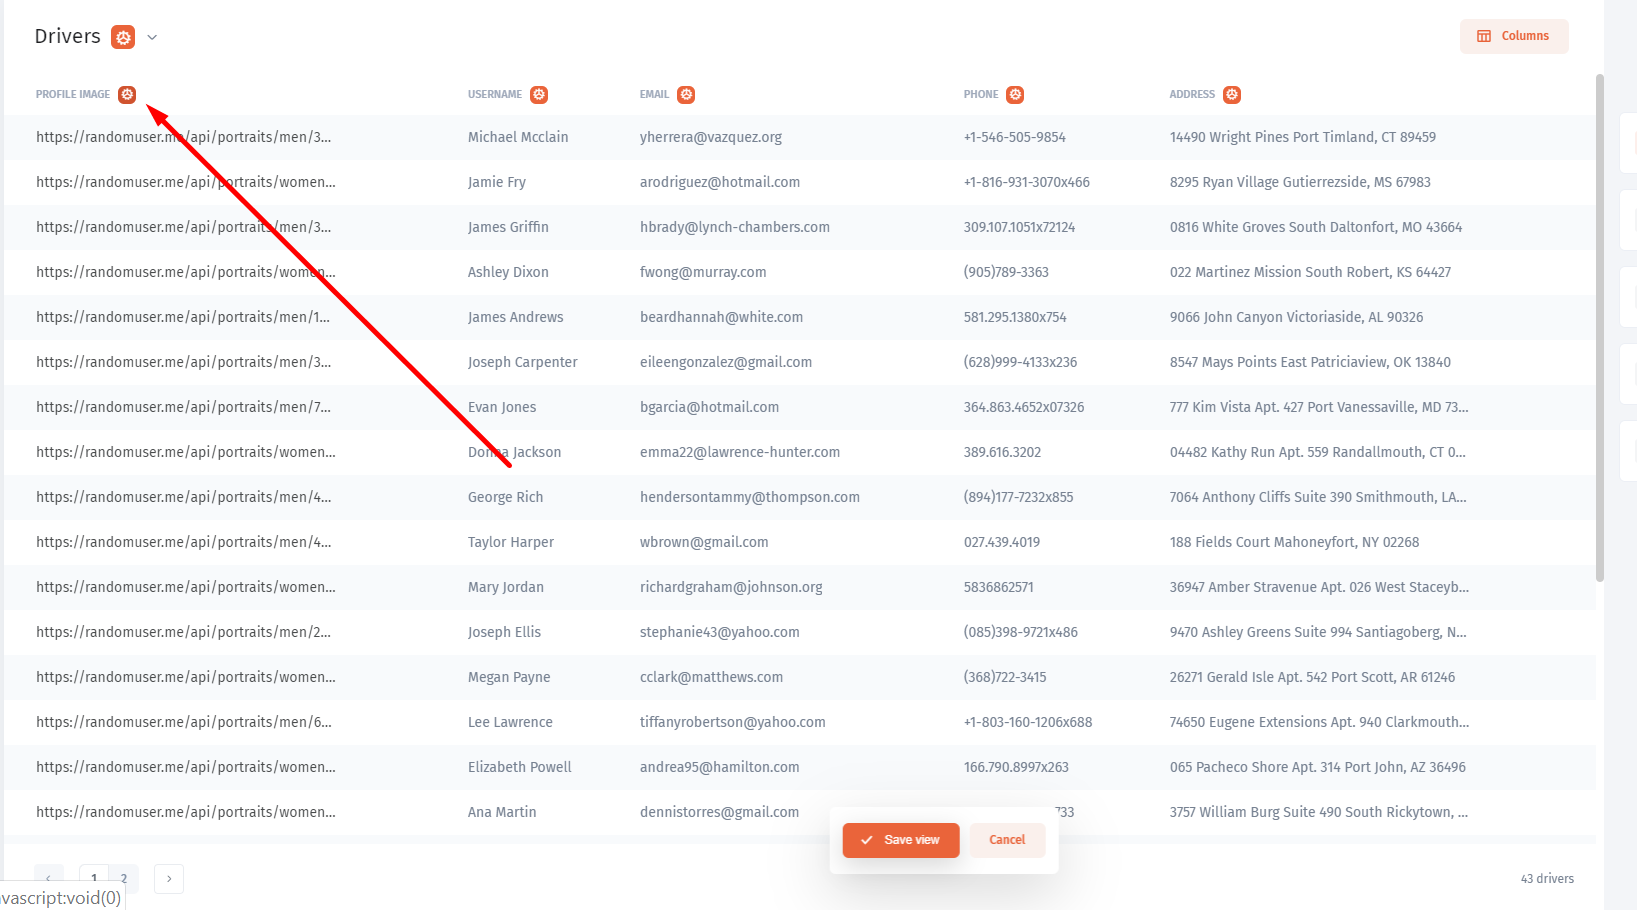 Drivers
Columns
PROFILE IMAGE USERNAME EMAIL PHONE ADDRESS
https://randomuser.me/api/portraits/men/3... Michael Mcclain yherrera@vazquez.org +1-546-505-9854 14490 Wright Pines Port Timland, CT 89459
https://randomuser.me/api/portraits/women... Jamie Fry arodriguez@hotmail.com +1-816-931-3070x466 8295 Ryan Village Gutierrezside, MS 67983
https://randomuser.me/api/portraits/men/3... James Griffin hbrady@lynch-chambers.com 309.107.1051x72124 0816 White Groves South Daltonfort, MO 43664
https://randomuser.me/api/portraits/women... Ashley Dixon fwong@murray.com (905)789-3363 022 Martinez Mission South Robert, KS 64427
https://randomuser.me/api/portraits/men/1... James Andrews beardhannah@white.com 581.295.1380x754 9066 John Canyon Victoriaside, AL 90326
https://randomuser.me/api/portraits/men/3... Joseph Carpenter eileengonzalez@gmail.com (628)999-4133x236 8547 Mays Points East Patriciaview, OK 13840
https://randomuser.me/api/portraits/men/7... Evan Jones bgarcia@hotmail.com 364.863.4652x07326 777 Kim Vista Apt. 427 Port Vanessaville, MD 73...
https://randomuser.me/api/portraits/women... Donna Jackson emma22@lawrence-hunter.com 389.616.3202 04482 Kathy Run Apt. 559 Randallmouth, CT 0...
https://randomuser.me/api/portraits/men/4... George Rich hendersontammy@thompson.com (894)177-7232x855 7064 Anthony Cliffs Suite 390 Smithmouth, LA...
https://randomuser.me/api/portraits/men/4... Taylor Harper wbrown@gmail.com 027.439.4019 188 Fields Court Mahoneyfort, NY 02268
https://randomuser.me/api/portraits/women... Mary Jordan richardgraham@johnson.org 5836862571 36947 Amber Stravenue Apt. 026 West Staceyb...
https://randomuser.me/api/portraits/men/2... Joseph Ellis stephanie43@yahoo.com (085)398-9721x486 9470 Ashley Greens Suite 994 Santiagoberg, N...
https://randomuser.me/api/portraits/women... Megan Payne cclark@matthews.com (368)722-3415 26271 Gerald Isle Apt. 542 Port Scott, AR 61246
https://randomuser.me/api/portraits/men/6... Lee Lawrence tiffanyrobertson@yahoo.com +1-803-160-1206x688 74650 Eugene Extensions Apt. 940 Clarkmouth...
https://randomuser.me/api/portraits/women... Elizabeth Powell andrea95@hamilton.com 166.790.8997x263 065 Pacheco Shore Apt. 314 Port John, AZ 36496
https://randomuser.me/api/portraits/women... Ana Martin dennistorres@gmail.com 733 3757 William Burg Suite 490 South Rickytown, ...
Save view Cancel
1 2
43 drivers
vascript:void(0)